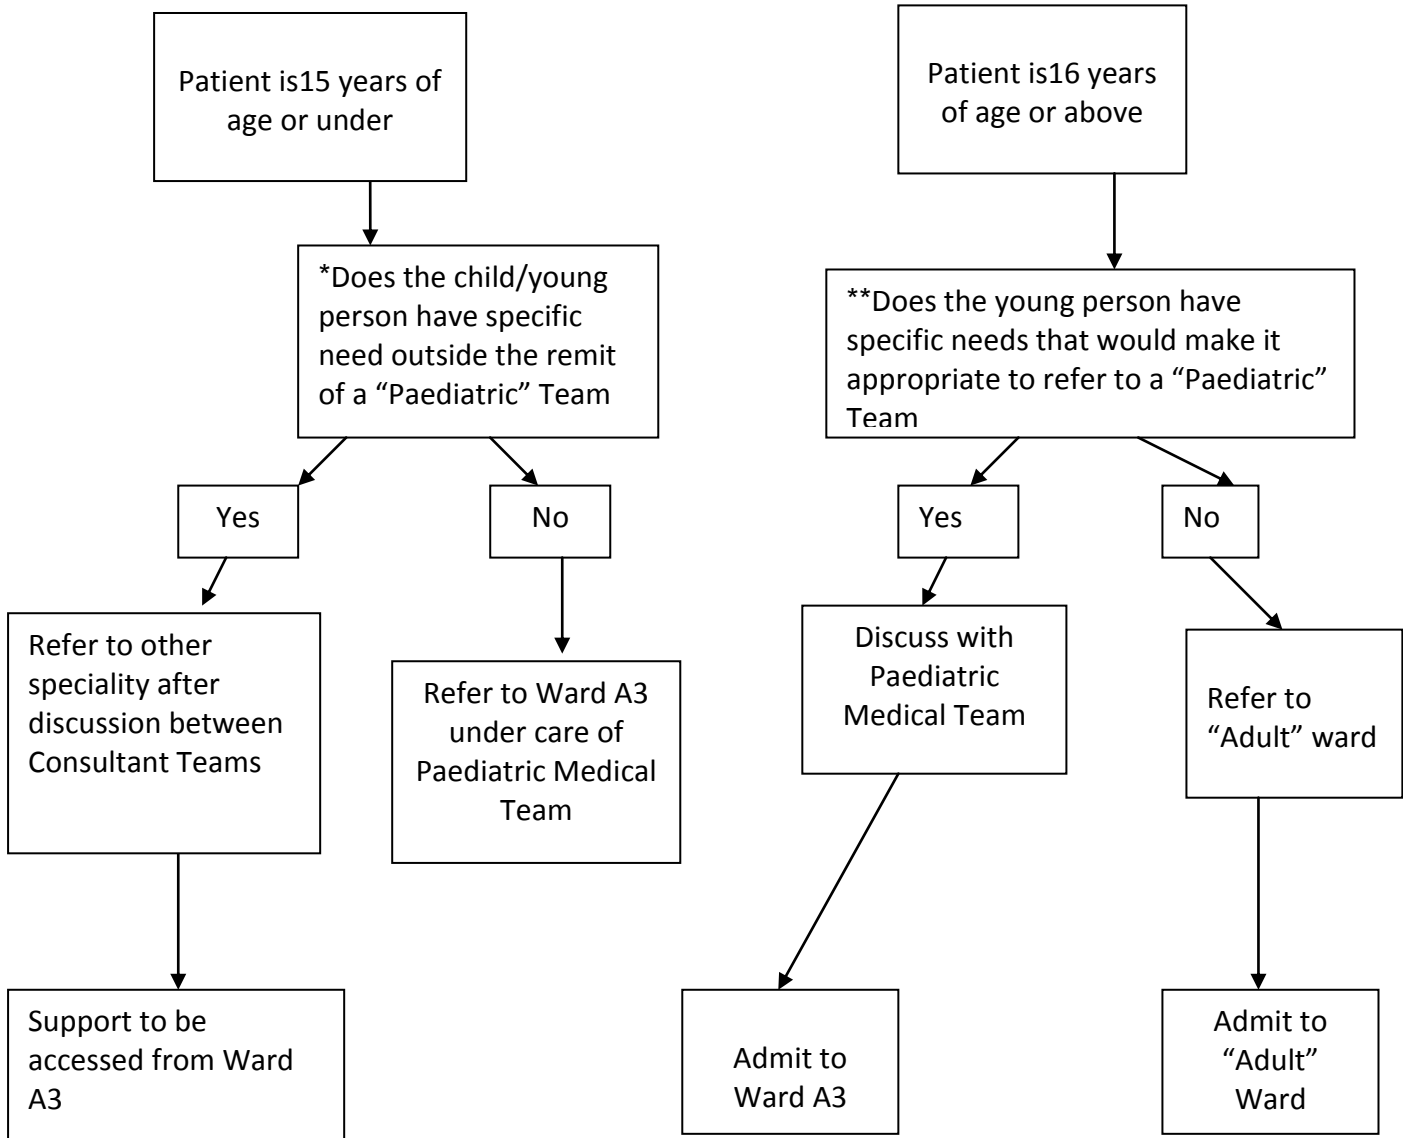 Patient is15 years of
age or under
Patient is16 years
of age or above
*Does the child/young
person have specific
need outside the remit
of a “Paediatric” Team
**Does the young person have
specific needs that would make it
appropriate to refer to a “Paediatric”
Team
Yes
No
Yes
No
Refer to other
speciality after
discussion between
Consultant Teams
Refer to Ward A3
under care of
Paediatric Medical
Team
Discuss with
Paediatric
Medical Team
Refer to
“Adult” ward
Support to be
accessed from Ward
A3
Admit to
Ward A3
Admit to
“Adult”
Ward